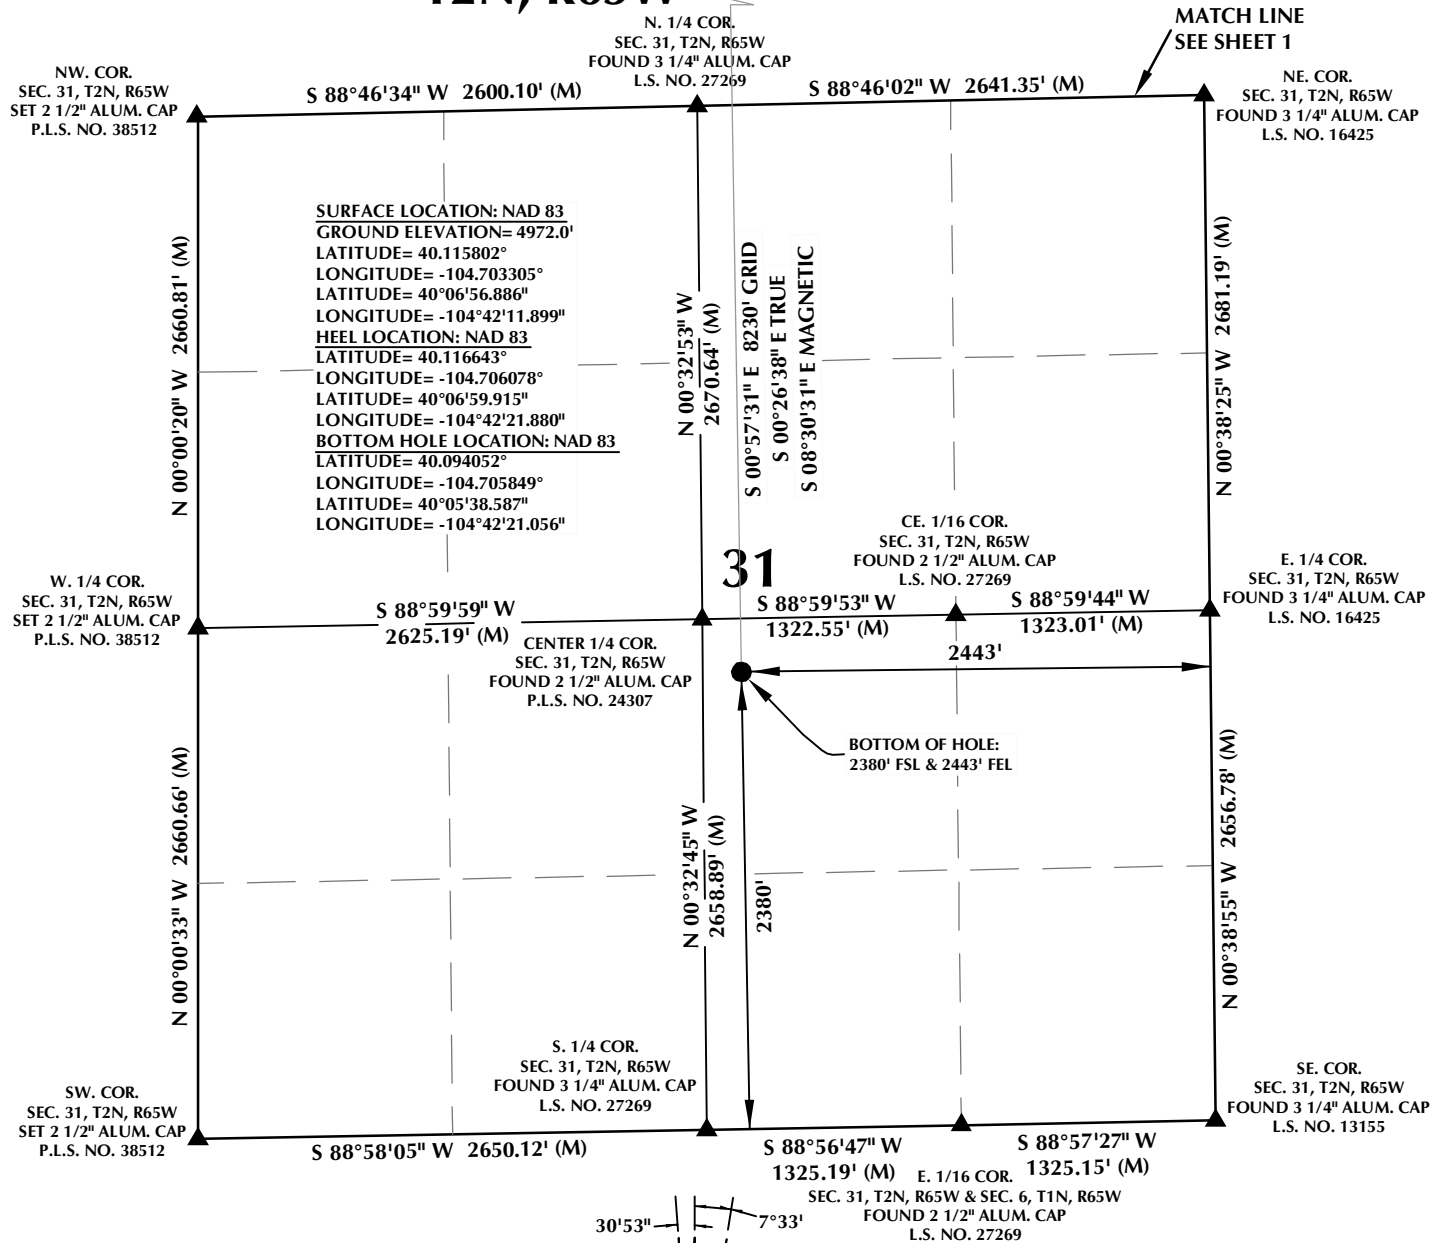 MATCH LINE
SEE SHEET 1
N. 1/4 COR.
SEC. 31, T2N, R65W
FOUND 3 1/4" ALUM. CAP
L.S. NO. 27269
NW. COR.
SEC. 31, T2N, R65W
SET 2 1/2" ALUM. CAP
P.L.S. NO. 38512
S 88°46'34" W 2600.10' (M)
S 88°46'02" W 2641.35' (M)
NE. COR.
SEC. 31, T2N, R65W
FOUND 3 1/4" ALUM. CAP
L.S. NO. 16425
SURFACE LOCATION: NAD 83
GROUND ELEVATION= 4972.0'
LATITUDE= 40.115802°
LONGITUDE= -104.703305°
LATITUDE= 40°06'56.886"
LONGITUDE= -104°42'11.899"
HEEL LOCATION: NAD 83
LATITUDE= 40.116643°
LONGITUDE= -104.706078°
LATITUDE= 40°06'59.915"
LONGITUDE= -104°42'21.880"
BOTTOM HOLE LOCATION: NAD 83
LATITUDE= 40.094052°
LONGITUDE= -104.705849°
LATITUDE= 40°05'38.587"
LONGITUDE= -104°42'21.056"
N 00°00'20" W 2660.81' (M)
N 00°32'53" W
2670.64' (M)
S 00°57'31" E 8230' GRID
S 00°26'38" E TRUE
S 08°30'31" E MAGNETIC
N 00°38'25" W 2681.19' (M)
31
CE. 1/16 COR.
SEC. 31, T2N, R65W
FOUND 2 1/2" ALUM. CAP
L.S. NO. 27269
W. 1/4 COR.
SEC. 31, T2N, R65W
SET 2 1/2" ALUM. CAP
P.L.S. NO. 38512
E. 1/4 COR.
SEC. 31, T2N, R65W
FOUND 3 1/4" ALUM. CAP
L.S. NO. 16425
S 88°59'59" W
2625.19' (M)
S 88°59'53" W
1322.55' (M)
S 88°59'44" W
1323.01' (M)
CENTER 1/4 COR.
SEC. 31, T2N, R65W
FOUND 2 1/2" ALUM. CAP
P.L.S. NO. 24307
2443'
BOTTOM OF HOLE:
2380' FSL & 2443' FEL
N 00°00'33" W 2660.66' (M)
N 00°32'45" W
2658.89' (M)
2380'
N 00°38'55" W 2656.78' (M)
S. 1/4 COR.
SEC. 31, T2N, R65W
FOUND 3 1/4" ALUM. CAP
L.S. NO. 27269
SW. COR.
SEC. 31, T2N, R65W
SET 2 1/2" ALUM. CAP
P.L.S. NO. 38512
SE. COR.
SEC. 31, T2N, R65W
FOUND 3 1/4" ALUM. CAP
L.S. NO. 13155
S 88°58'05" W 2650.12' (M)
S 88°56'47" W
1325.19' (M)
S 88°57'27" W
1325.15' (M)
E. 1/16 COR.
SEC. 31, T2N, R65W & SEC. 6, T1N, R65W
FOUND 2 1/2" ALUM. CAP
L.S. NO. 27269
30'53"
7°33'